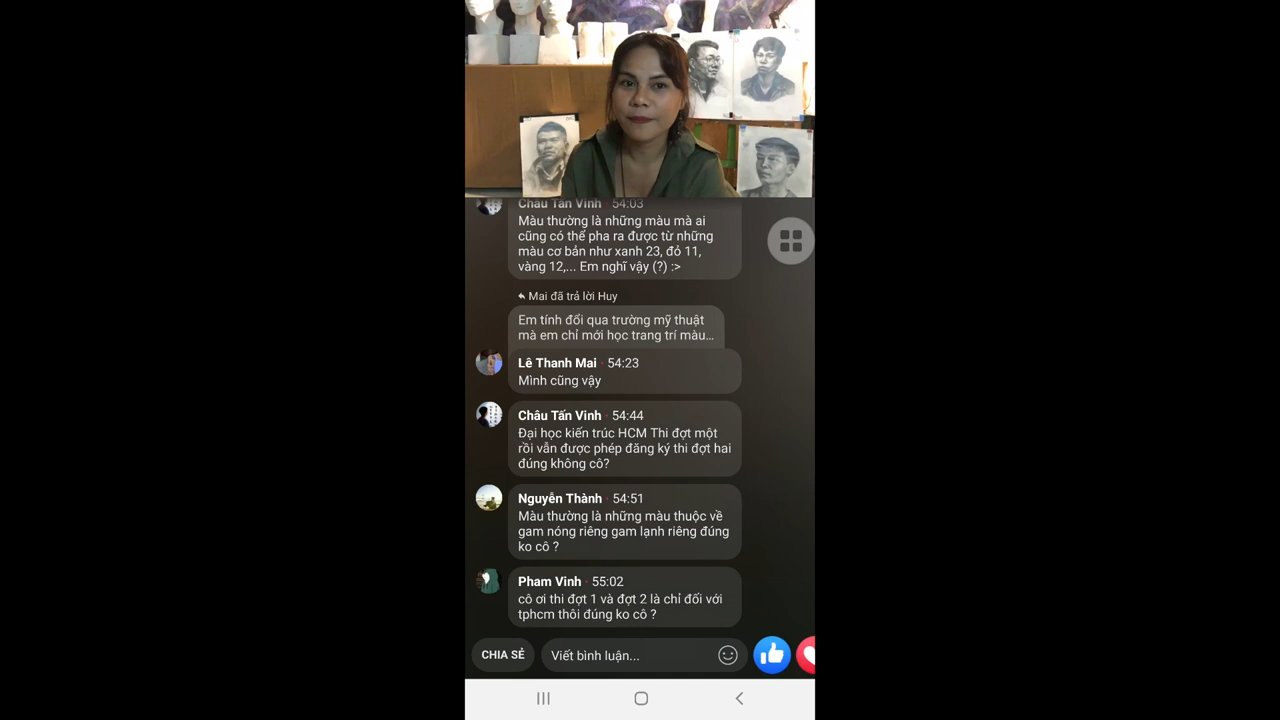 Châu Tấn Vinh · 54:03
Màu thường là những màu mà ai
cũng có thể pha ra được từ những
màu cơ bản như xanh 23, đỏ 11,
vàng 12,... Em nghĩ vậy (?) :>
Mai đã trả lời Huy
Em tính đổi qua trường mỹ thuật
mà em chỉ mới học trang trí màu...
Lê Thanh Mai · 54:23
Mình cũng vậy
Châu Tấn Vinh · 54:44
Đại học kiến trúc HCM Thi đợt một
rồi vẫn được phép đăng ký thi đợt hai
đúng không cô?
Nguyễn Thành · 54:51
Màu thường là những màu thuộc về
gam nóng riêng gam lạnh riêng đúng
ko cô ?
Pham Vinh · 55:02
cô ơi thi đợt 1 và đợt 2 là chỉ đối với
tphcm thôi đúng ko cô ?
CHIA SẺ
Viết bình luận...